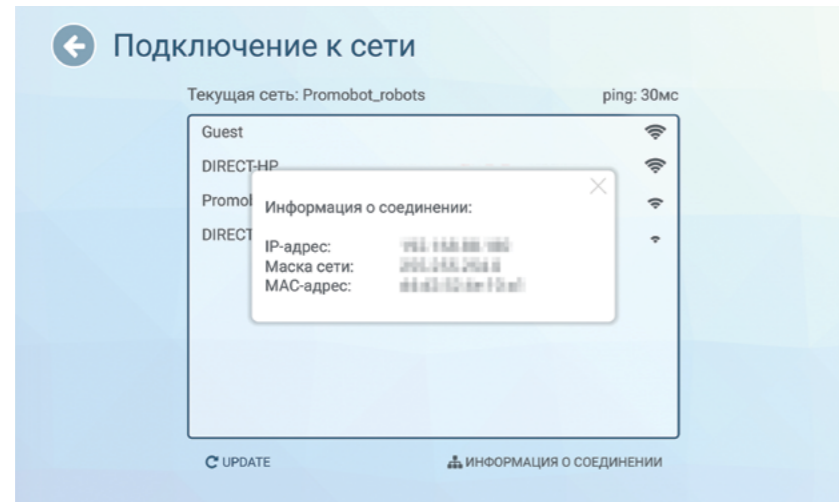 Подключение к сети
Текущая сеть: Promobot_robots ping: 30мс
Guest
DIRECT-HP
Promo
DIRECT
Информация о соединении:
IP-адрес:
Маска сети:
MAC-адрес:
UPDATE ИНФОРМАЦИЯ О СОЕДИНЕНИИ